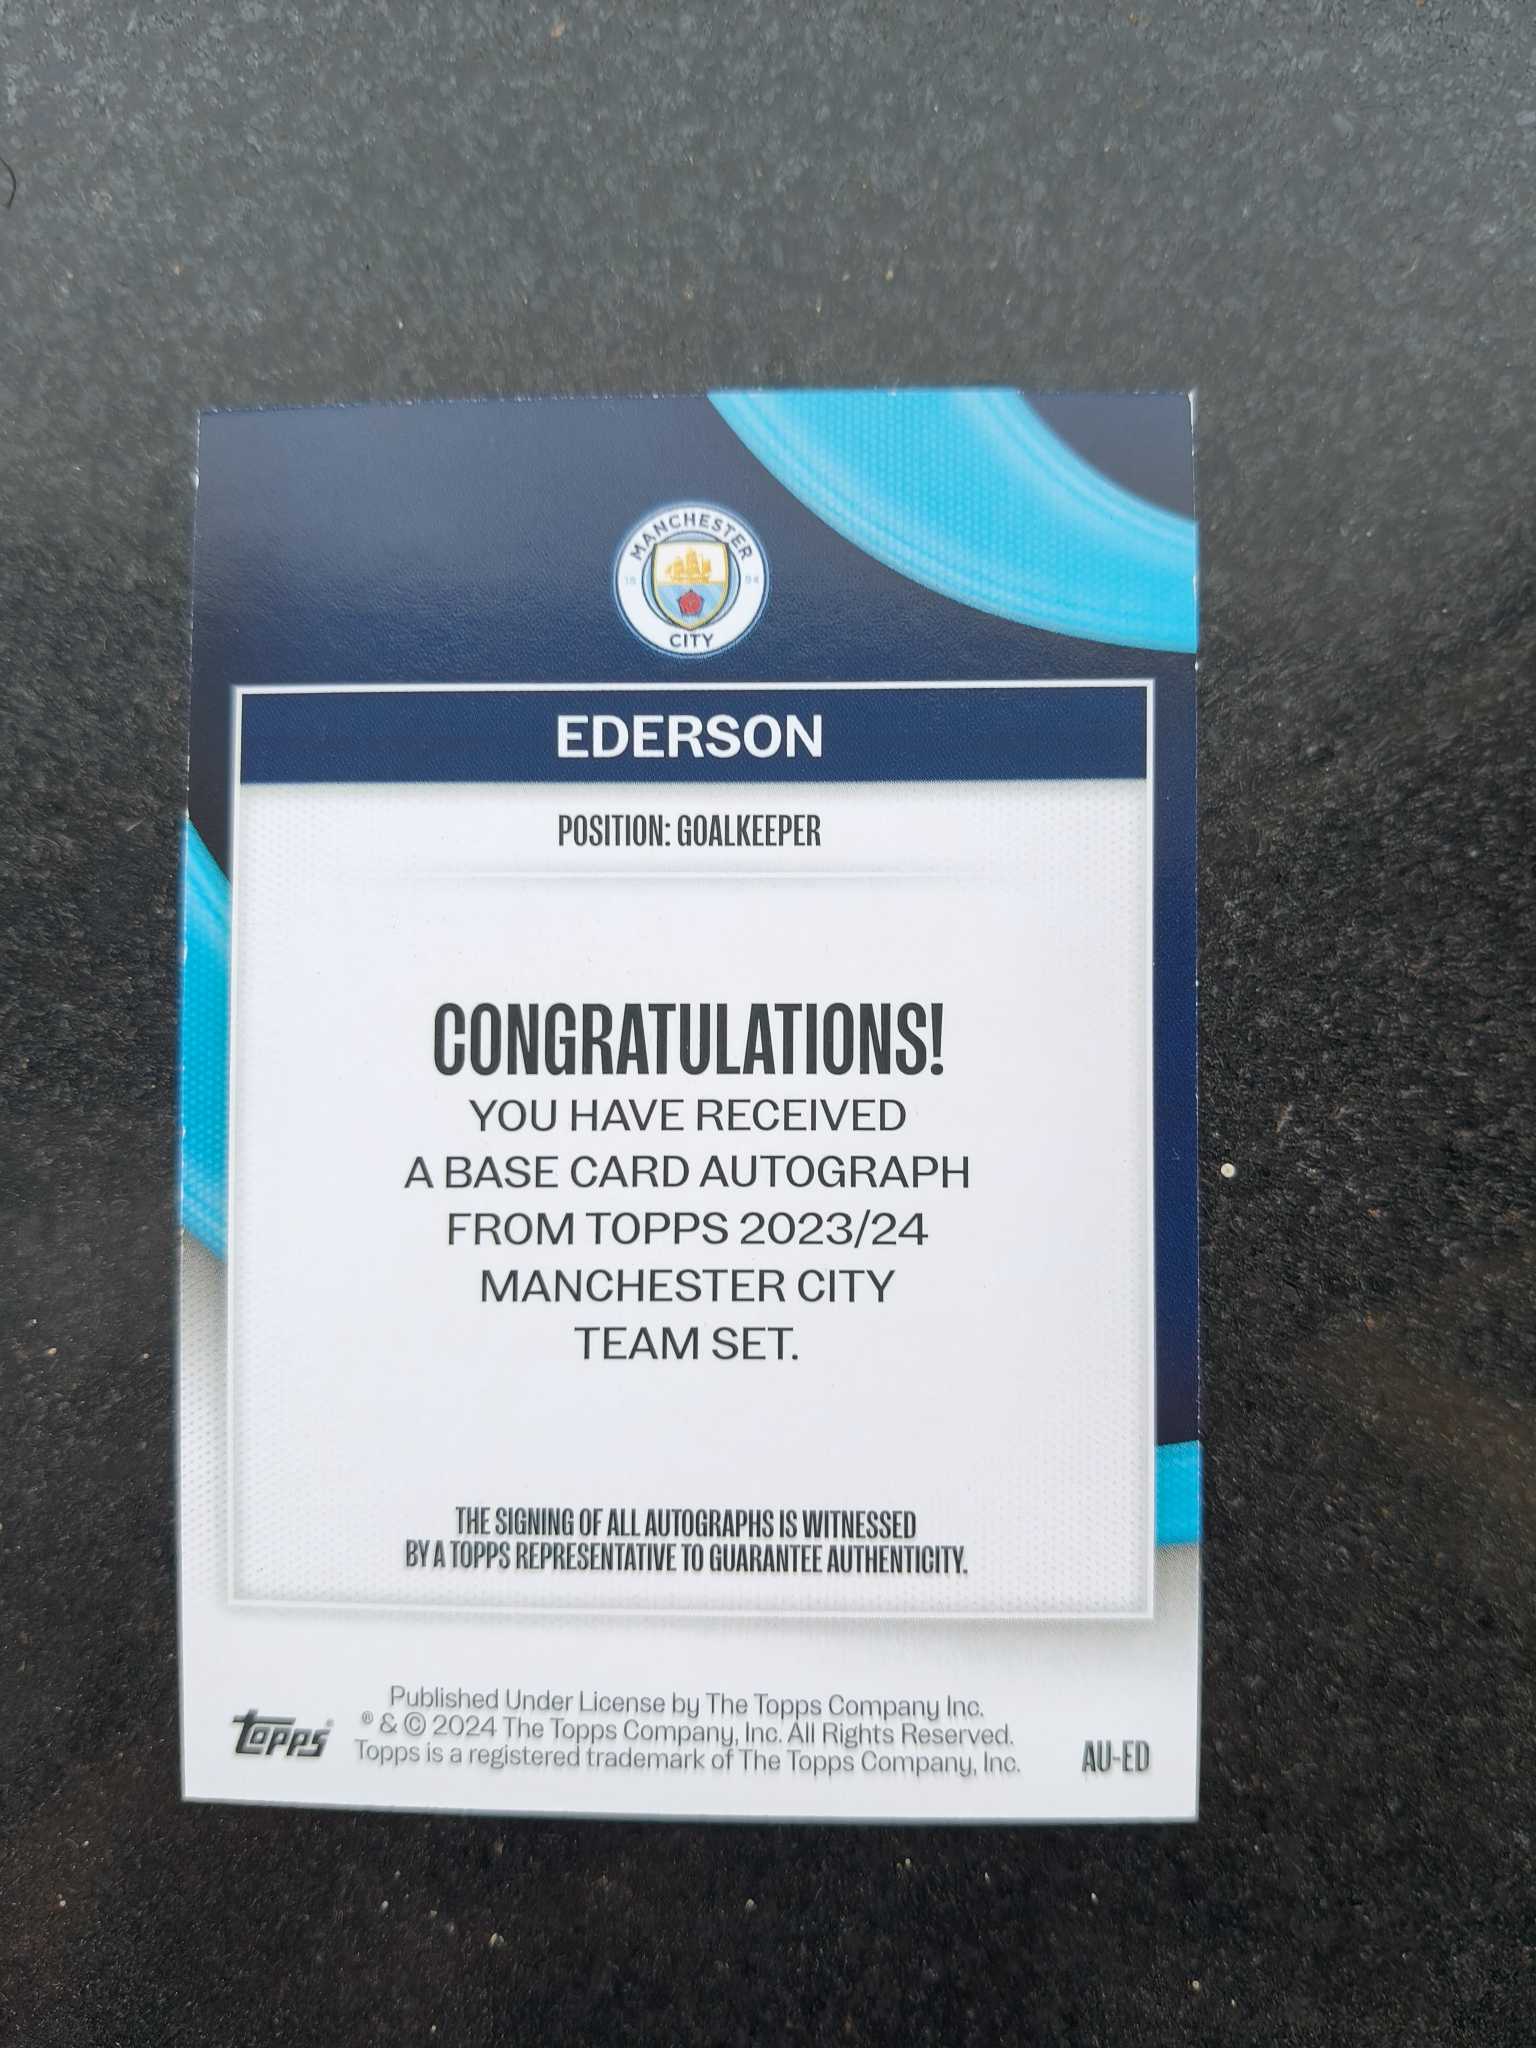 MANCHESTER
18 94
CITY
EDERSON
POSITION: GOALKEEPER
CONGRATULATIONS!
YOU HAVE RECEIVED
A BASE CARD AUTOGRAPH
FROM TOPPS 2023/24
MANCHESTER CITY
TEAM SET.
THE SIGNING OF ALL AUTOGRAPHS IS WITNESSED
BY A TOPPS REPRESENTATIVE TO GUARANTEE AUTHENTICITY.
Published Under License by The Topps Company Inc.
® & © 2024 The Topps Company, Inc. All Rights Reserved.
Topps is a registered trademark of The Topps Company, Inc.
topps®
AU-ED